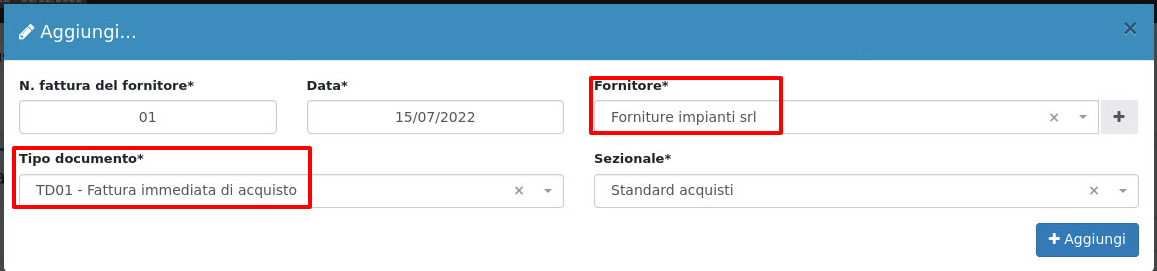 Aggiungi...
N. fattura del fornitore* Data* Fornitore*
01 15/07/2022 Forniture impianti srl
Tipo documento* Sezionale*
TD01 - Fattura immediata di acquisto Standard acquisti
Aggiungi